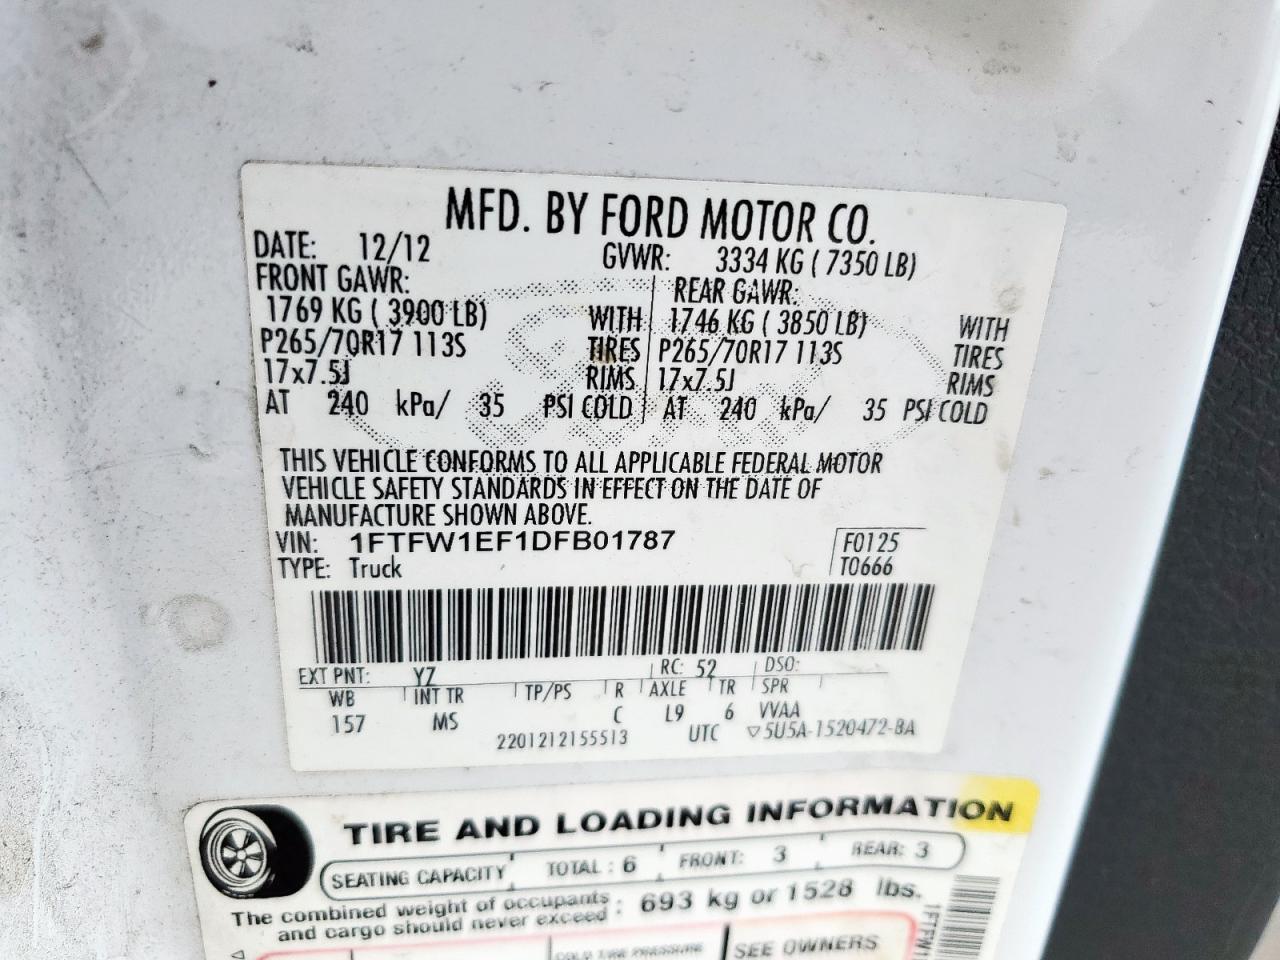 MFD. BY FORD MOTOR CO.
DATE: 12/12 GVWR: 3334 KG ( 7350 LB)
FRONT GAWR: REAR GAWR:
1769 KG ( 3900 LB) WITH 1746 KG ( 3850 LB) WITH
P265/70R17 113S TIRES P265/70R17 113S TIRES
17x7.5J RIMS 17x7.5J RIMS
AT 240 kPa/ 35 PSI COLD AT 240 kPa/ 35 PSI COLD
THIS VEHICLE CONFORMS TO ALL APPLICABLE FEDERAL MOTOR
VEHICLE SAFETY STANDARDS IN EFFECT ON THE DATE OF
MANUFACTURE SHOWN ABOVE.
VIN: 1FTFW1EF1DFB01787 F0125
TYPE: Truck T0666
EXT PNT: YZ RC: 52 DSO:
WB INT TR TP/PS R AXLE TR SPR
157 MS C L9 6 VVAA
2201212155513 UTC ▽5U5A-1520472-BA
TIRE AND LOADING INFORMATION
SEATING CAPACITY TOTAL : 6 FRONT: 3 REAR: 3
The combined weight of occupants : 693 kg or 1528 lbs.
and cargo should never exceed
COLD TIRE PRESSURE SEE OWNERS
1FTFW1